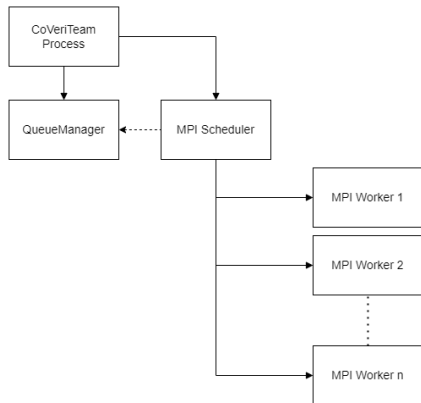 CoVeriTeam
Process
QueueManager
MPI Scheduler
MPI Worker 1
MPI Worker 2
MPI Worker n